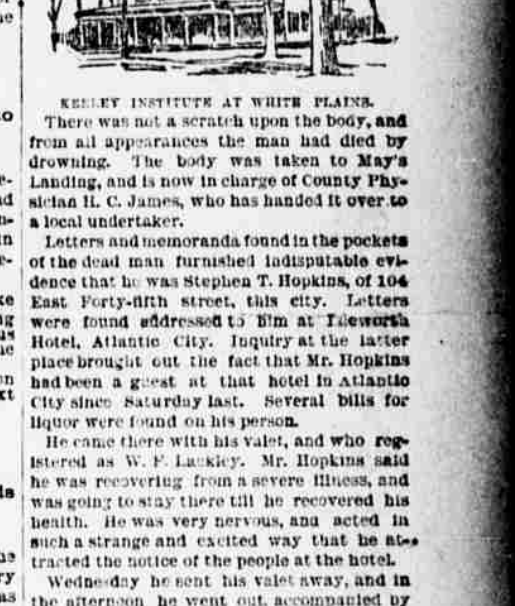 KEELEY INSTITUTE AT WHITE PLAINS.
There was not a scratch upon the body, and
from all appearances the man had died by
drowning. The body was taken to May's
Landing, and is now in charge of County Phy-
sician H. C. James, who has handed it over to
a local undertaker.
Letters and memoranda found in the pockets
of the dead man furnished indisputable evi-
dence that he was Stephen T. Hopkins, of 104
East Forty-fifth street, this city. Letters
were found addressed to him at Ilesworth
Hotel, Atlantic City. Inquiry at the latter
place brought out the fact that Mr. Hopkins
had been a guest at that hotel in Atlantic
City since Saturday last. Several bills for
liquor were found on his person.
He came there with his valet, and who reg-
istered as W. F. Lackley. Mr. Hopkins said
he was recovering from a severe illness, and
was going to stay there till he recovered his
health. He was very nervous, and acted in
such a strange and excited way that he at-
tracted the notice of the people at the hotel.
Wednesday he sent his valet away, and in
the afternoon he went out, accompanied by